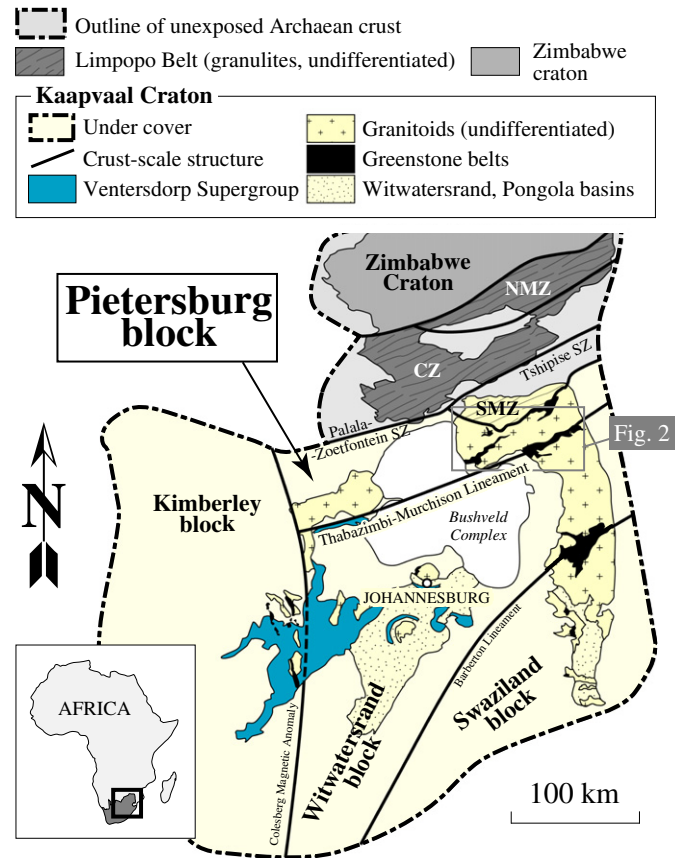 Outline of unexposed Archaean crust
Limpopo Belt (granulites, undifferentiated)
Zimbabwe
craton
Kaapvaal Craton
Under cover
Granitoids (undifferentiated)
Crust-scale structure
Greenstone belts
Ventersdorp Supergroup
Witwatersrand, Pongola basins
Zimbabwe
Craton
NMZ
Pietersburg
block
CZ
Tshipise SZ
Palala-
-Zoetfontein SZ
SMZ
Fig. 2
N
Kimberley
block
Thabazimbi-Murchison Lineament
Bushveld
Complex
JOHANNESBURG
Barberton Lineament
Swaziland
block
Witwatersrand
block
Colesberg Magnetic Anomaly
AFRICA
100 km